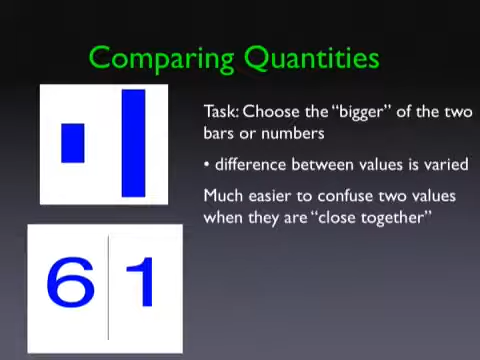 Comparing Quantities
Task: Choose the “bigger” of the two
bars or numbers
• difference between values is varied
Much easier to confuse two values
when they are “close together”
6 1